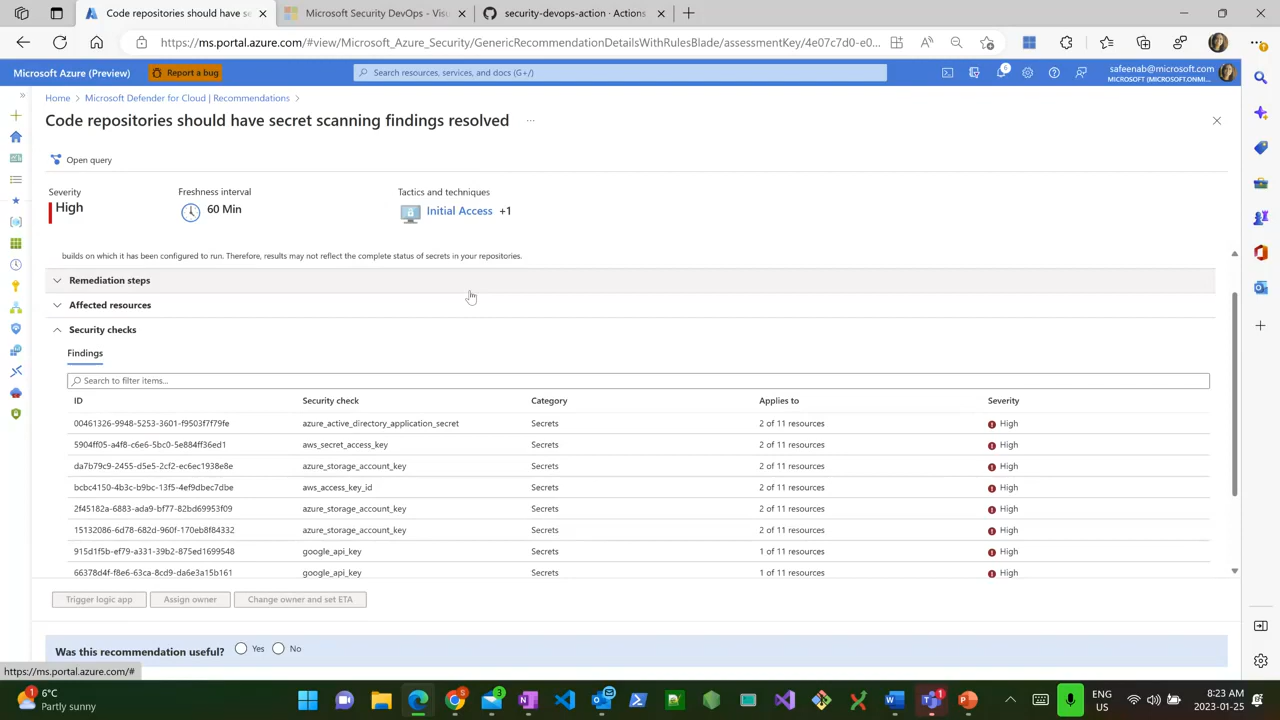 Code repositories should have se
Microsoft Security DevOps - Visu
security-devops-action - Actions
https://ms.portal.azure.com/#view/Microsoft_Azure_Security/GenericRecommendationDetailsWithRulesBlade/assessmentKey/4e07c7d0-e0...
Microsoft Azure (Preview)
Report a bug
Search resources, services, and docs (G+/)
6
safeenab@microsoft.com
MICROSOFT (MICROSOFT.ONMI...
Home > Microsoft Defender for Cloud | Recommendations >
Code repositories should have secret scanning findings resolved ...
Open query
Severity
High
Freshness interval
60 Min
Tactics and techniques
Initial Access +1
builds on which it has been configured to run. Therefore, results may not reflect the complete status of secrets in your repositories.
Remediation steps
Affected resources
Security checks
Findings
Search to filter items...
ID Security check Category Applies to Severity
00461326-9948-5253-3601-f9503f7f79fe azure_active_directory_application_secret Secrets 2 of 11 resources High
5904ff05-a4f8-c6e6-5bc0-5e884ff36ed1 aws_secret_access_key Secrets 2 of 11 resources High
da7b79c9-2455-d5e5-2cf2-ec6ec1938e8e azure_storage_account_key Secrets 2 of 11 resources High
bcbc4150-4b3c-b9bc-13f5-4ef9dbec7dbe aws_access_key_id Secrets 2 of 11 resources High
2f45182a-6883-ada9-bf77-82bd69953f09 azure_storage_account_key Secrets 2 of 11 resources High
15132086-6d78-682d-960f-170eb8f84332 azure_storage_account_key Secrets 2 of 11 resources High
915d1f5b-ef79-a331-39b2-875ed1699548 google_api_key Secrets 1 of 11 resources High
66378d4f-f8e6-63ca-8cd9-da6e3a15b161 google_api_key Secrets 1 of 11 resources High
Trigger logic app
Assign owner
Change owner and set ETA
Was this recommendation useful? Yes No
https://ms.portal.azure.com/#
1
6°C
Partly sunny
3
1
ENG
US
8:23 AM
2023-01-25